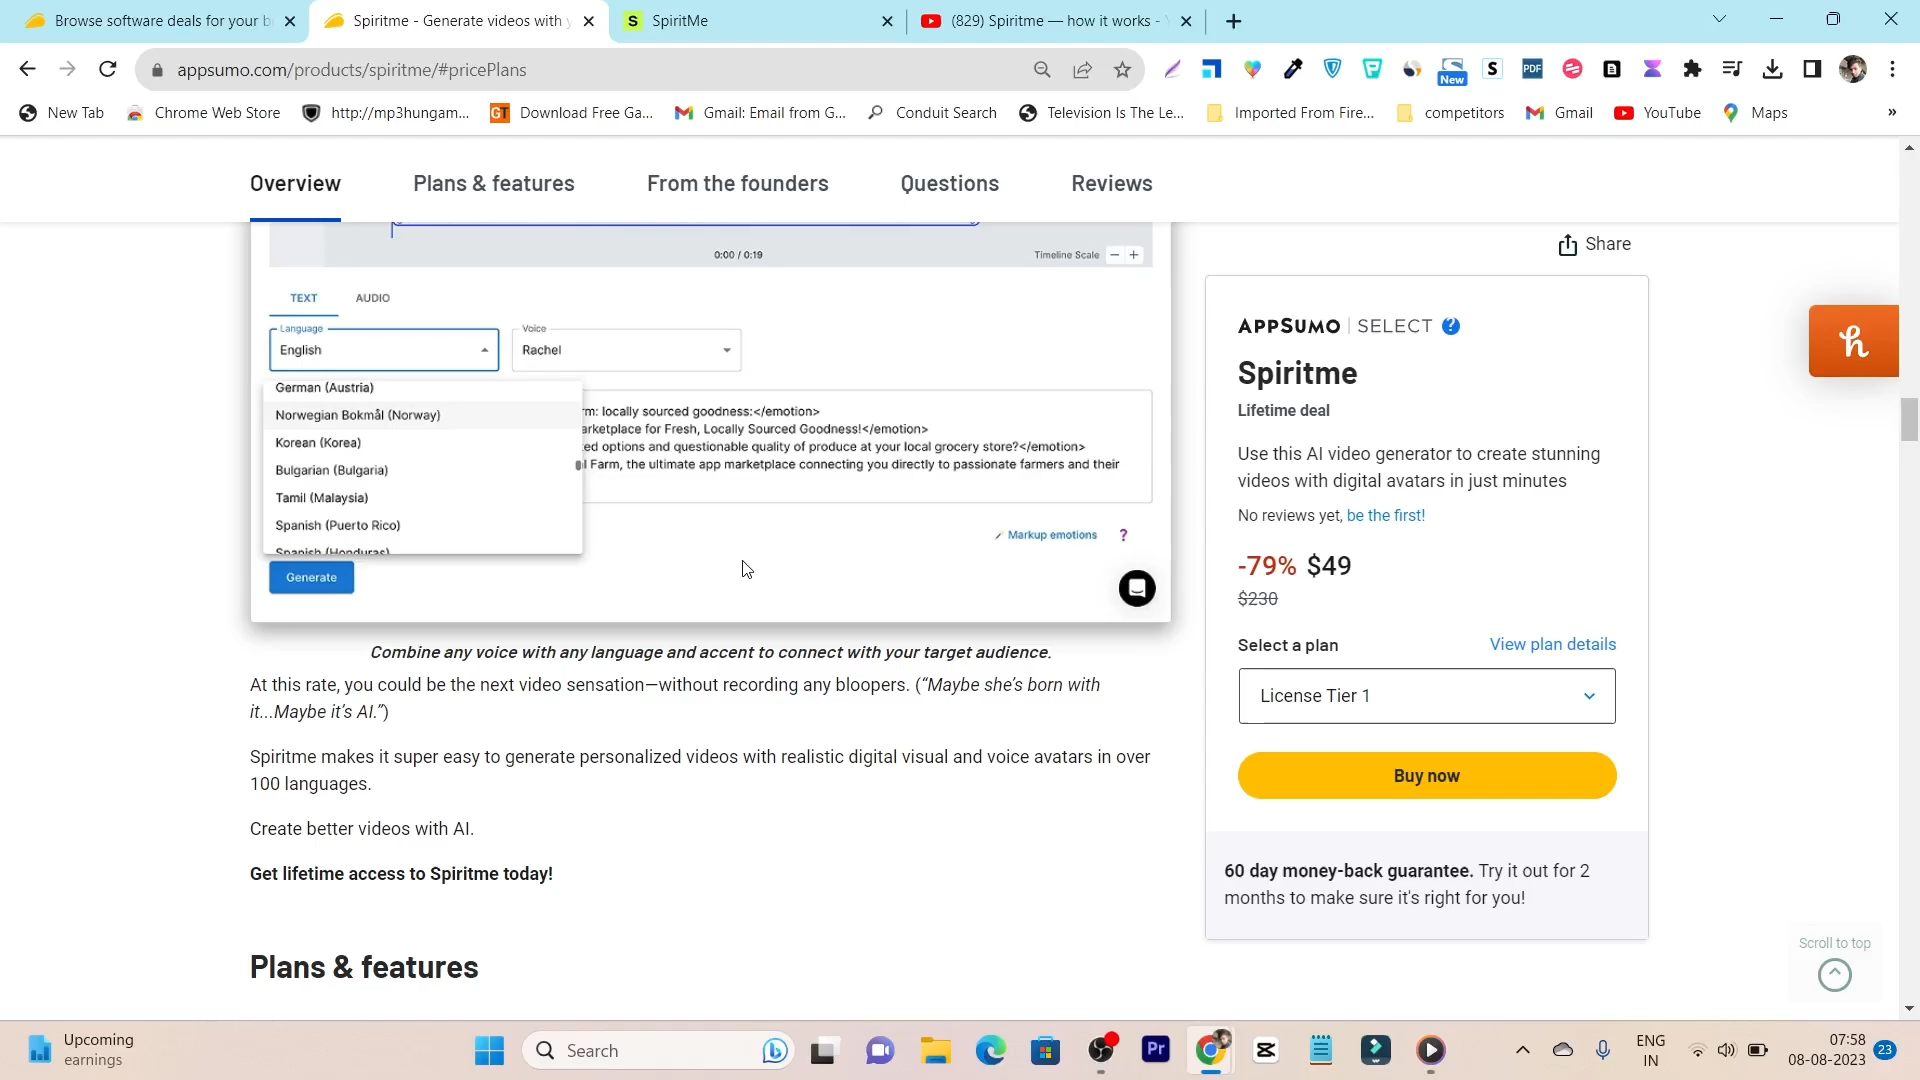 Browse software deals for your b
Spiritme - Generate videos with y
S SpiritMe
(829) Spiritme — how it works -
appsumo.com/products/spiritme/#pricePlans
New
S
PDF
New Tab
Chrome Web Store
http://mp3hungam...
GT Download Free Ga...
Gmail: Email from G...
Conduit Search
Television Is The Le...
Imported From Fire...
competitors
Gmail
YouTube
Maps
»
Overview
Plans & features
From the founders
Questions
Reviews
0:00 / 0:19
Timeline Scale
Share
TEXT
AUDIO
Language
English
Voice
Rachel
German (Austria)
Norwegian Bokmål (Norway)
Korean (Korea)
Bulgarian (Bulgaria)
Tamil (Malaysia)
Spanish (Puerto Rico)
Spanish (Honduras)
rm: locally sourced goodness:</emotion>
arketplace for Fresh, Locally Sourced Goodness!</emotion>
ed options and questionable quality of produce at your local grocery store?</emotion>
l Farm, the ultimate app marketplace connecting you directly to passionate farmers and their
Markup emotions ?
Generate
Combine any voice with any language and accent to connect with your target audience.
At this rate, you could be the next video sensation—without recording any bloopers. (“Maybe she’s born with
it...Maybe it’s AI.”)
Spiritme makes it super easy to generate personalized videos with realistic digital visual and voice avatars in over
100 languages.
Create better videos with AI.
Get lifetime access to Spiritme today!
Plans & features
APPSUMO | SELECT ?
Spiritme
Lifetime deal
Use this AI video generator to create stunning
videos with digital avatars in just minutes
No reviews yet, be the first!
-79% $49
$230
Select a plan
View plan details
License Tier 1
Buy now
60 day money-back guarantee. Try it out for 2
months to make sure it's right for you!
h
Scroll to top
Upcoming
earnings
Search
Pr
ENG
IN
07:58
08-08-2023
23